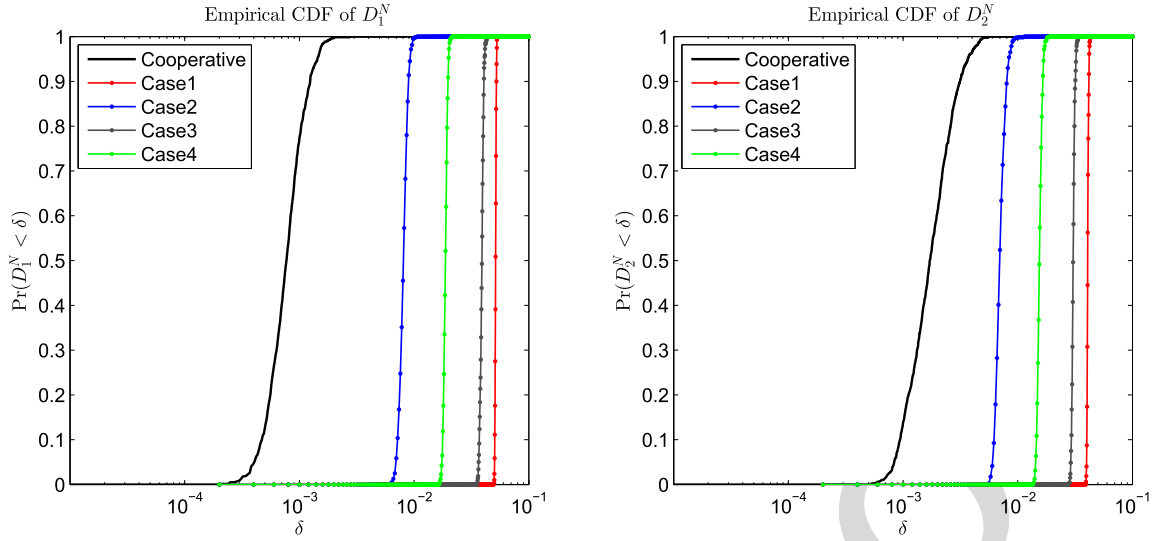 Empirical CDF of $D_1^N$
Pr($D_1^N < \delta$)
1
0.9
0.8
0.7
0.6
0.5
0.4
0.3
0.2
0.1
0
Cooperative
Case1
Case2
Case3
Case4
$10^{-4}$ $10^{-3}$ $10^{-2}$ $10^{-1}$
δ
Empirical CDF of $D_2^N$
Pr($D_2^N < \delta$)
1
0.9
0.8
0.7
0.6
0.5
0.4
0.3
0.2
0.1
0
Cooperative
Case1
Case2
Case3
Case4
$10^{-4}$ $10^{-3}$ $10^{-2}$ $10^{-1}$
δ